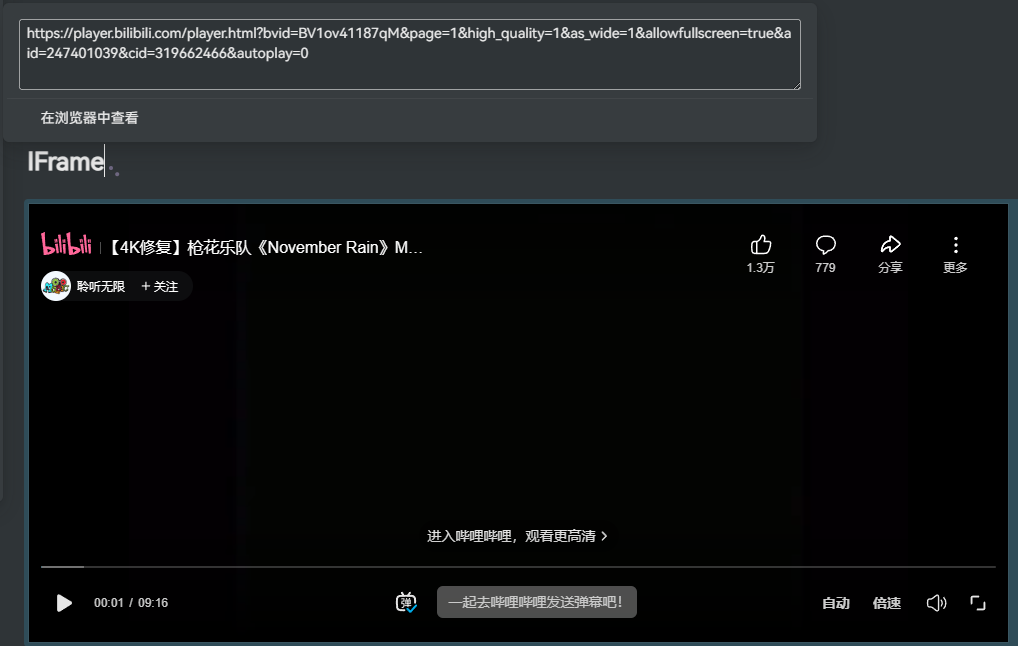 https://player.bilibili.com/player.html?bvid=BV1ov41187qM&page=1&high_quality=1&as_wide=1&allowfullscreen=true&a
id=247401039&cid=319662466&autoplay=0
在浏览器中查看
IFrame
bilibili 【4K修复】枪花乐队《November Rain》M...
1.3万 779 分享 更多
聆听无限 + 关注
进入哔哩哔哩，观看更高清 >
00:01 / 09:16 弹 一起去哔哩哔哩发送弹幕吧！ 自动 倍速